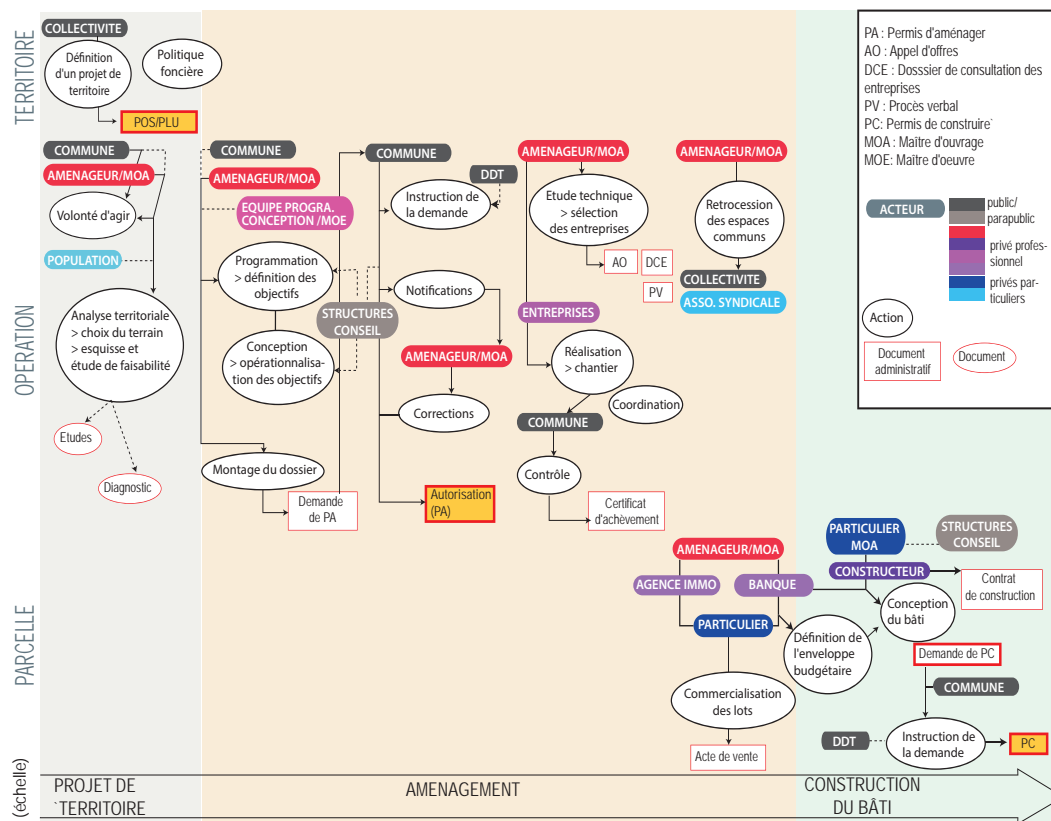 TERRITOIRE
COLLECTIVITE
Définition
d'un projet de
territoire
Politique
foncière
POS/PLU
OPERATION
COMMUNE
AMENAGEUR/MOA
Volonté d'agir
POPULATION
Analyse territoriale
> choix du terrain
> esquisse et
étude de faisabilité
Etudes
Diagnostic
COMMUNE
AMENAGEUR/MOA
EQUIPE PROGRA.
CONCEPTION /MOE
Programmation
> définition des
objectifs
STRUCTURES
CONSEIL
Conception
> opérationnalisa-
tion des objectifs
Montage du dossier
Demande
de PA
COMMUNE
DDT
Instruction de
la demande
Notifications
AMENAGEUR/MOA
Corrections
Autorisation
(PA)
AMENAGEUR/MOA
Etude technique
> sélection
des entreprises
AO
DCE
PV
ENTREPRISES
Réalisation
> chantier
Coordination
COMMUNE
Contrôle
Certificat
d'achèvement
AMENAGEUR/MOA
Retrocession
des espaces
communs
COLLECTIVITE
ASSO. SYNDICALE
PA : Permis d'aménager
AO : Appel d'offres
DCE : Dosssier de consultation des
entreprises
PV : Procès verbal
PC: Permis de construire`
MOA : Maître d'ouvrage
MOE: Maître d'oeuvre
ACTEUR
public/
parapublic
privé profe-
ssionnel
privés par-
ticuliers
Action
Document
administratif
Document
PARCELLE
AMENAGEUR/MOA
AGENCE IMMO
BANQUE
PARTICULIER
Commercialisation
des lots
Acte de vente
Définition de
l'enveloppe
budgétaire
PARTICULIER
MOA
STRUCTURES
CONSEIL
CONSTRUCTEUR
Contrat
de construction
Conception
du bâti
Demande de PC
COMMUNE
DDT
Instruction de
la demande
PC
(échelle)
PROJET DE
`TERRITOIRE
AMENAGEMENT
CONSTRUCTION
DU BÂTI